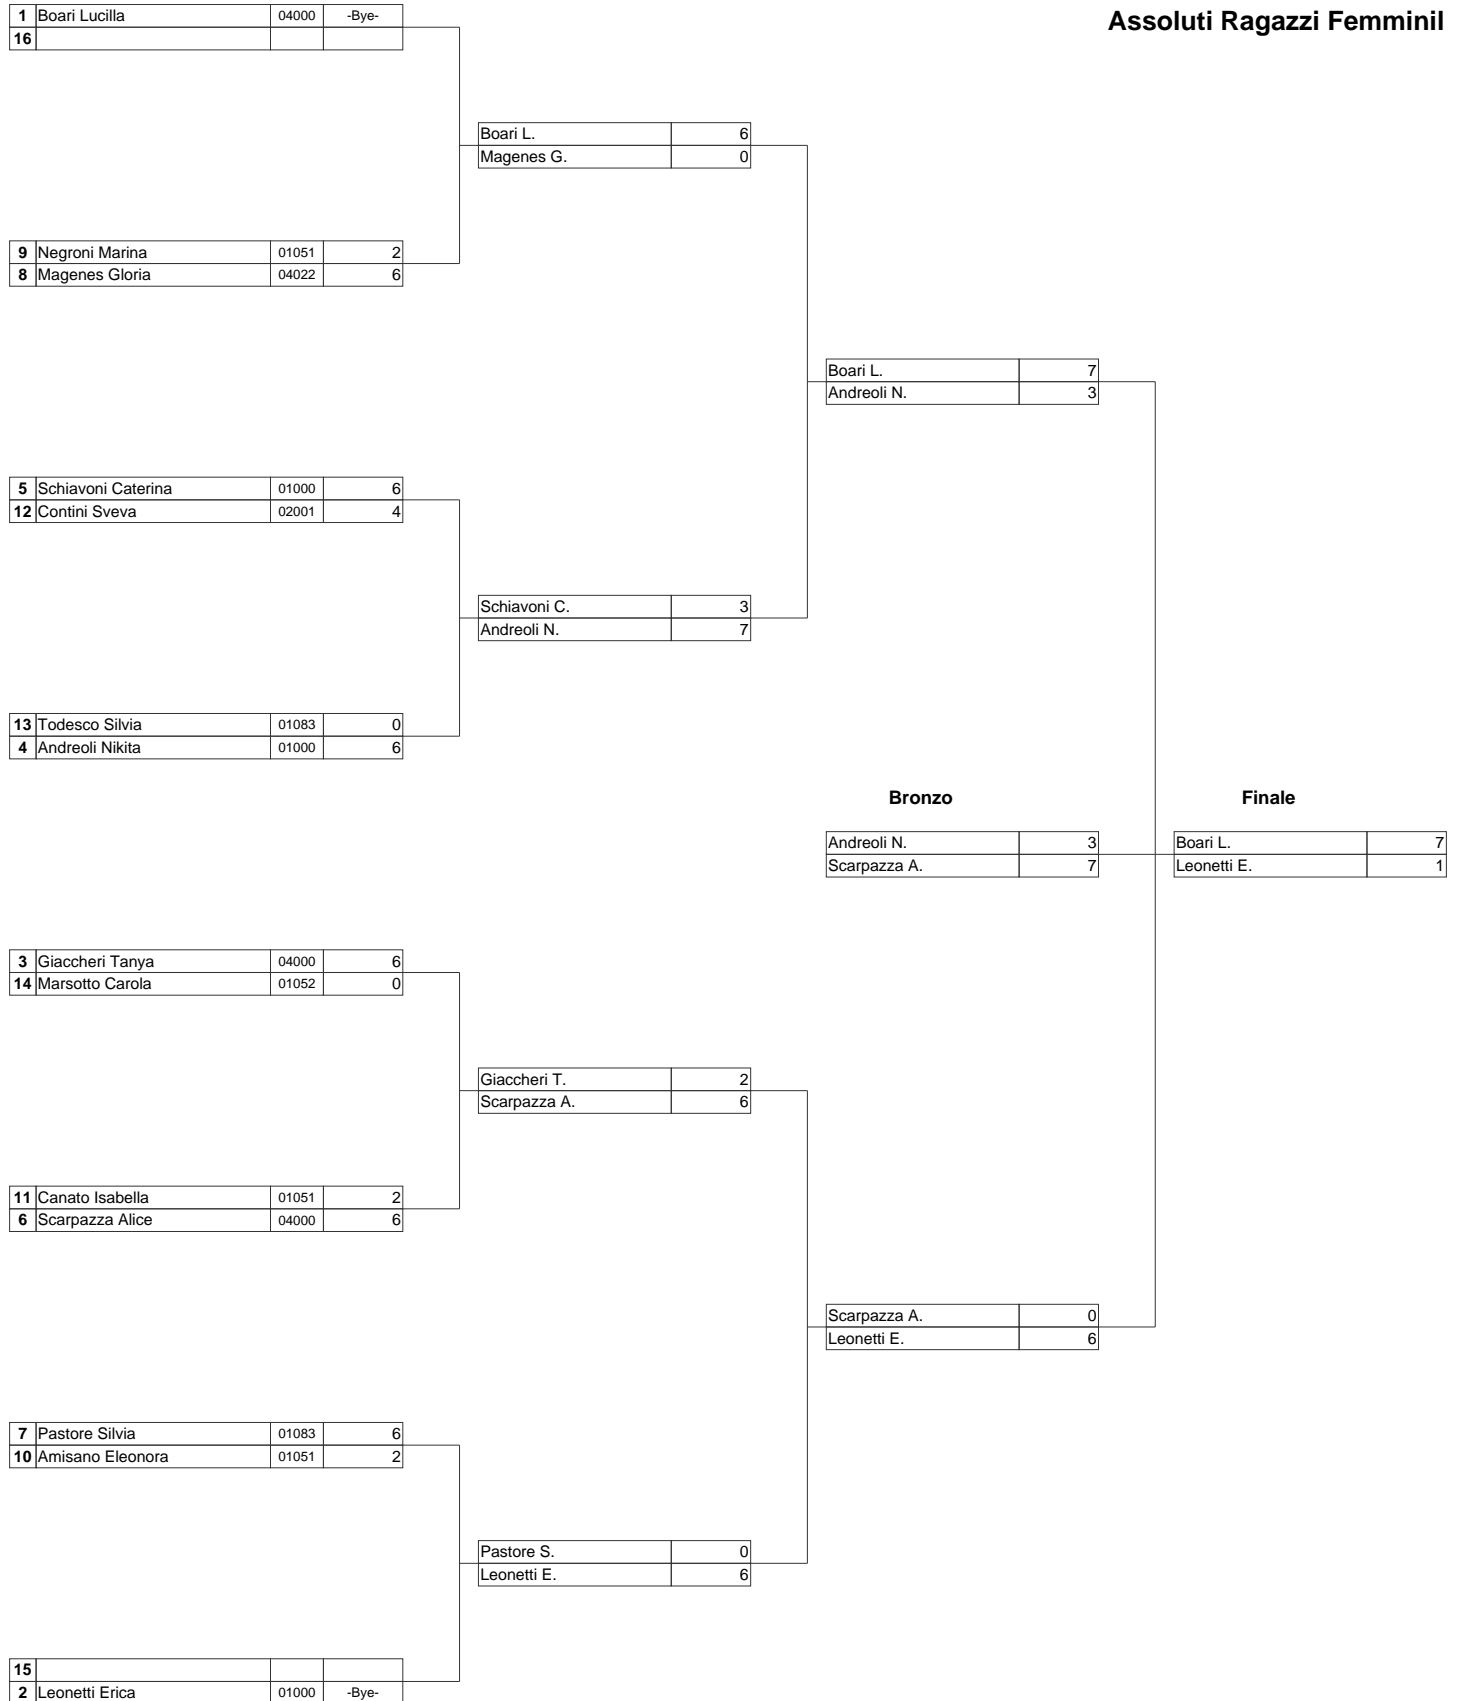 Assoluti Ragazzi Femminil
1 Boari Lucilla 04000 -Bye-
16
Boari L. 6
Magenes G. 0
9 Negroni Marina 01051 2
8 Magenes Gloria 04022 6
Boari L. 7
Andreoli N. 3
5 Schiavoni Caterina 01000 6
12 Contini Sveva 02001 4
Schiavoni C. 3
Andreoli N. 7
13 Todesco Silvia 01083 0
4 Andreoli Nikita 01000 6
Bronzo Finale
Andreoli N. 3 Boari L. 7
Scarpazza A. 7 Leonetti E. 1
3 Giaccheri Tanya 04000 6
14 Marsotto Carola 01052 0
Giaccheri T. 2
Scarpazza A. 6
11 Canato Isabella 01051 2
6 Scarpazza Alice 04000 6
Scarpazza A. 0
Leonetti E. 6
7 Pastore Silvia 01083 6
10 Amisano Eleonora 01051 2
Pastore S. 0
Leonetti E. 6
15
2 Leonetti Erica 01000 -Bye-